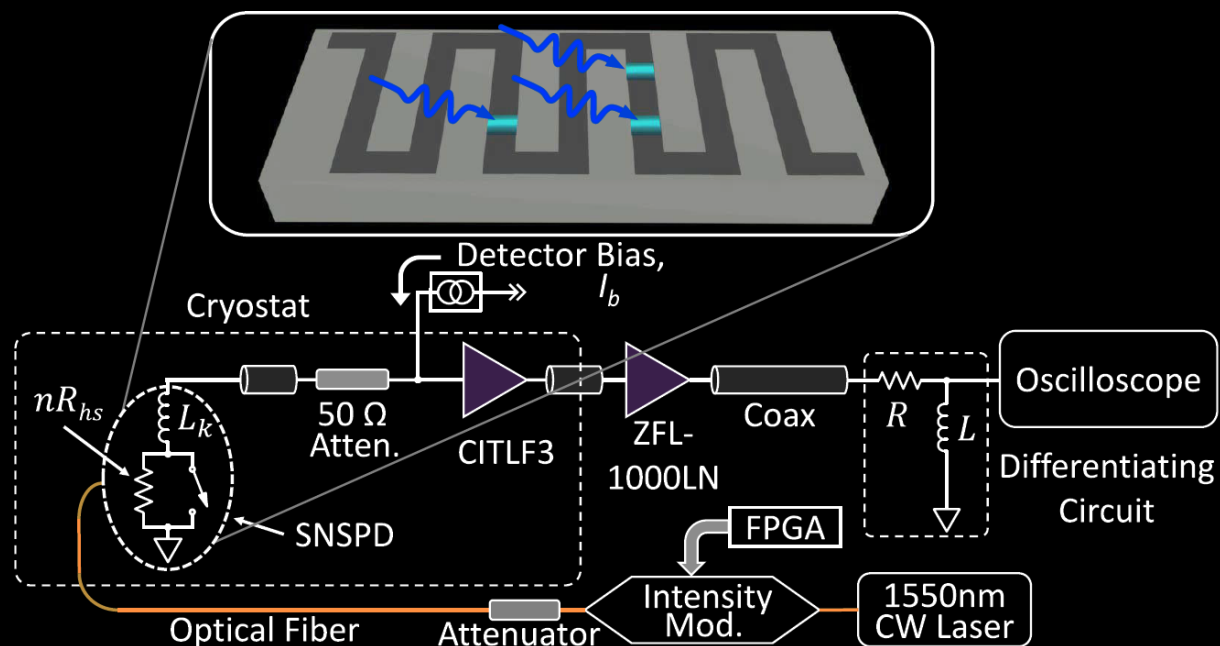 Detector Bias,
I_b
Cryostat
nR_hs
L_k
50 Ω
Atten.
CITLF3
ZFL-
1000LN
Coax
R
L
Oscilloscope
Differentiating
Circuit
SNSPD
FPGA
Optical Fiber
Attenuator
Intensity
Mod.
1550nm
CW Laser